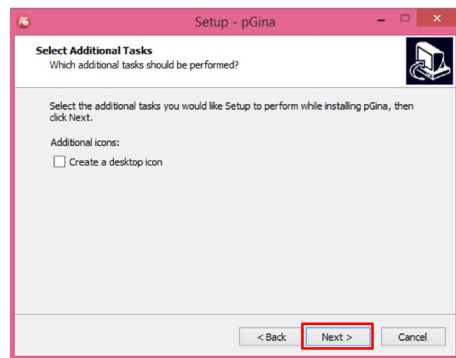 Setup - pGina
Select Additional Tasks
Which additional tasks should be performed?
Select the additional tasks you would like Setup to perform while installing pGina, then
click Next.
Additional icons:
Create a desktop icon
< Back
Next >
Cancel